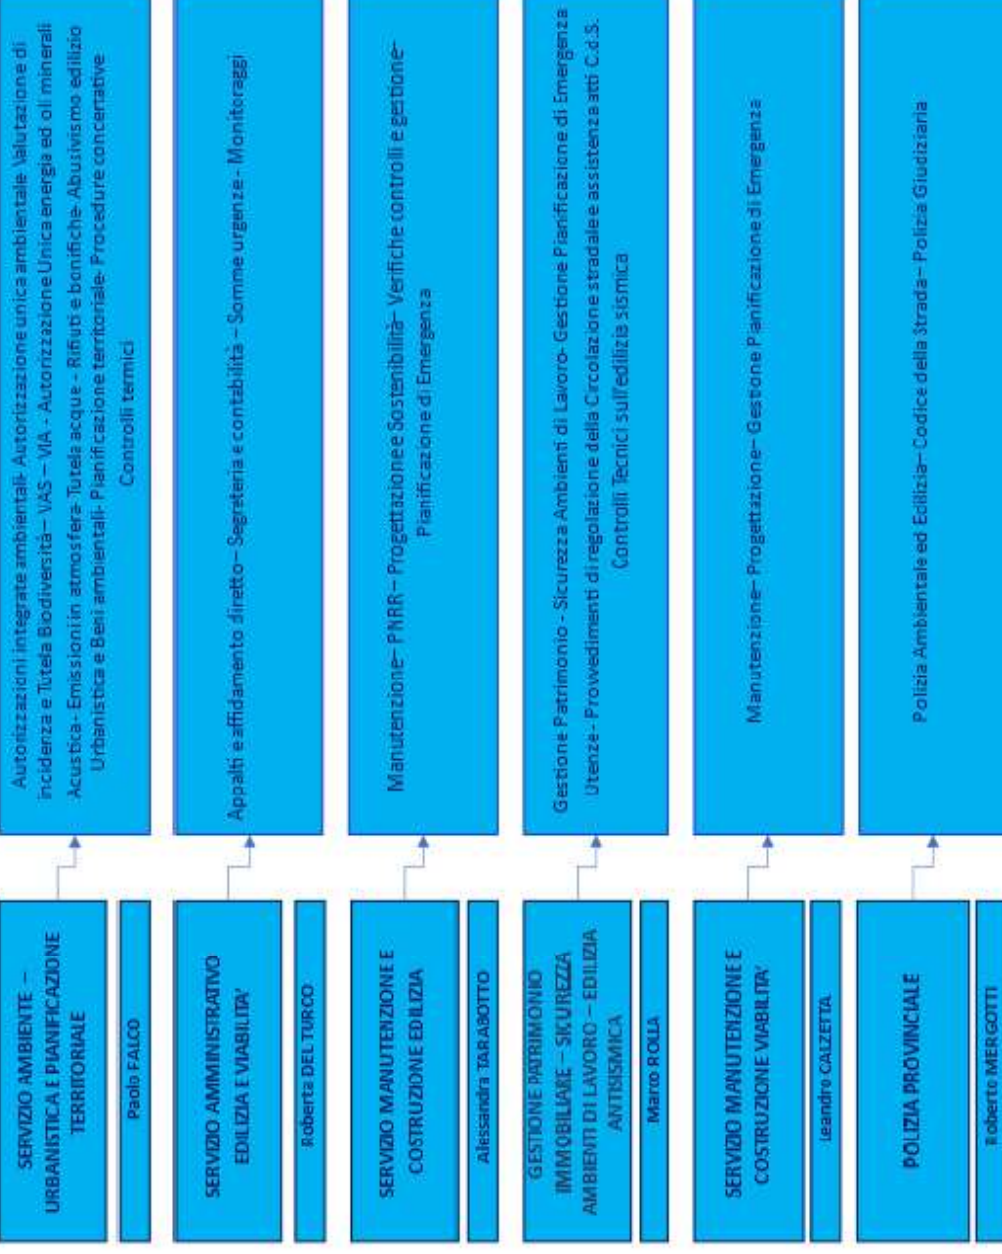 SERVIZIO AMBIENTE –
URBANISTICA E PIANIFICAZIONE
TERRITORIALE
Paolo FALCO
Autorizzazioni integrate ambientali- Autorizzazione unica ambientale Valutazione di
incidenza e Tutela Biodiversità – VAS – VIA - Autorizzazione Unica energia ed oli minerali
Acustica- Emissioni in atmosfera- Tutela acque - Rifiuti e bonifiche- Abusivismo edilizio
Urbanistica e Beni ambientali- Pianificazione territoriale- Procedure concertative
Controlli termici
SERVIZIO AMMINISTRATIVO
EDILIZIA E VIABILITA'
Roberta DEL TURCO
Appalti e affidamento diretto – Segreteria e contabilità – Somme urgenze - Monitoraggi
SERVIZIO MANUTENZIONE E
COSTRUZIONE EDILIZIA
Alessandra TARABOTTO
Manutenzione– PNRR – Progettazione Sostenibilità– Verifiche controlli e gestione–
Pianificazione di Emergenza
GESTIONE PATRIMONIO
IMMOBILIARE – SICUREZZA
AMBIENTI DI LAVORO – EDILIZIA
ANTISISMICA
Marco ROLLA
Gestione Patrimonio - Sicurezza Ambienti di Lavoro- Gestione Pianificazione di Emergenza
Utenze - Provvedimenti di regolazione della Circolazione stradale e assistenza atti C.d.S.
Controlli Tecnici sull'edilizia sismica
SERVIZIO MANUTENZIONE E
COSTRUZIONE VIABILITA'
Leandro CALZETTA
Manutenzione– Progettazione– Gestione Pianificazione di Emergenza
POLIZIA PROVINCIALE
Roberto MERGOTTI
Polizia Ambientale ed Edilizia– Codice della Strada– Polizia Giudiziaria